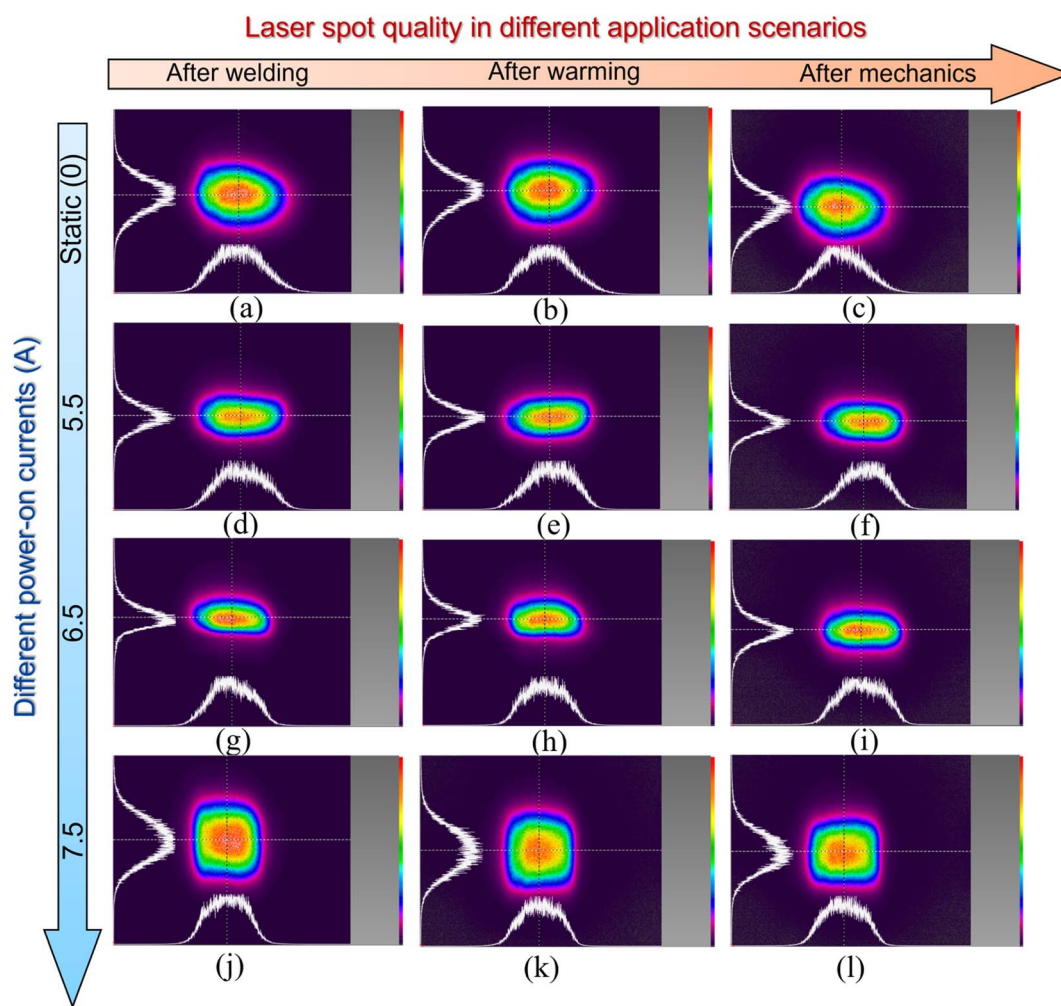 Laser spot quality in different application scenarios
After welding After warming After mechanics
Different power-on currents (A)
Static (0)
(a) (b) (c)
5.5
(d) (e) (f)
6.5
(g) (h) (i)
7.5
(j) (k) (l)